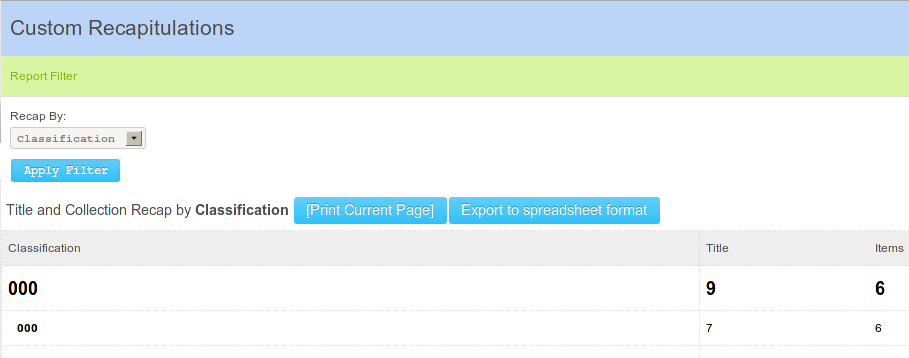 Custom Recapitulations
Report Filter
Recap By:
Classification
Apply Filter
Title and Collection Recap by Classification [Print Current Page] Export to spreadsheet format
Classification Title Items
000 9 6
000 7 6